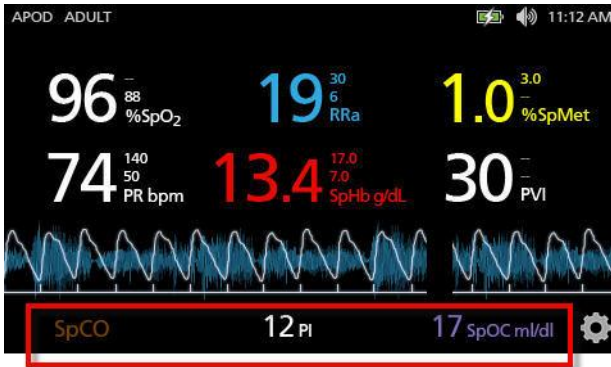 APOD ADULT 11:12 AM
96 – 88 %SpO2
19 30 6 RRa
1.0 3.0 – %SpMet
74 140 50 PR bpm
13.4 17.0 7.0 SpHb g/dL
30 – – PVI
SpCO 12 PI 17 SpOC ml/dl